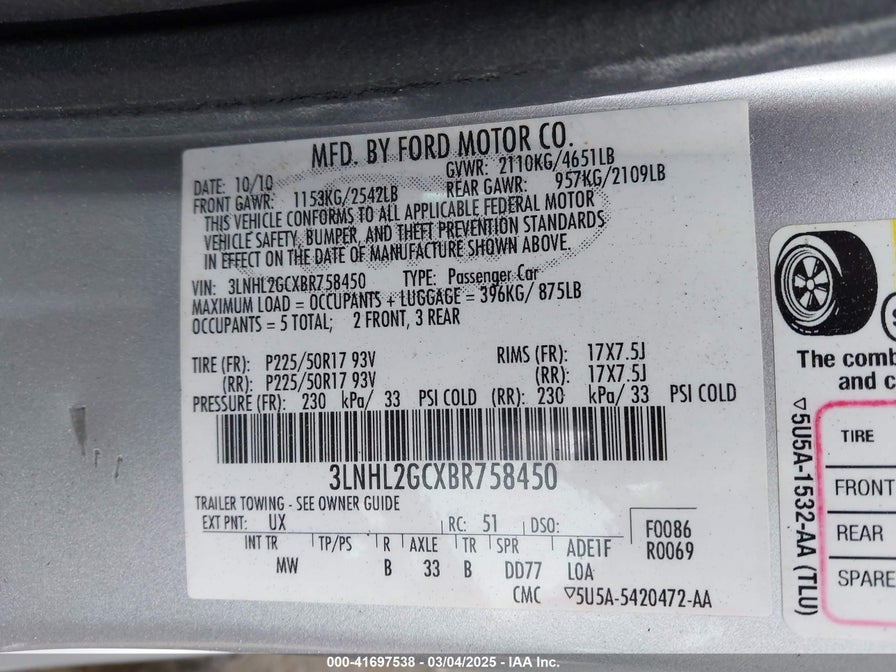 MFD. BY FORD MOTOR CO.
DATE: 10/10 GVWR: 2110KG/4651LB
FRONT GAWR: 1153KG/2542LB REAR GAWR: 957KG/2109LB
THIS VEHICLE CONFORMS TO ALL APPLICABLE FEDERAL MOTOR
VEHICLE SAFETY, BUMPER, AND THEFT PREVENTION STANDARDS
IN EFFECT ON THE DATE OF MANUFACTURE SHOWN ABOVE.
VIN: 3LNHL2GCXBR758450 TYPE: Passenger Car
MAXIMUM LOAD = OCCUPANTS + LUGGAGE = 396KG/ 875LB
OCCUPANTS = 5 TOTAL; 2 FRONT, 3 REAR
TIRE (FR): P225/50R17 93V RIMS (FR): 17X7.5J
(RR): P225/50R17 93V (RR): 17X7.5J
PRESSURE (FR): 230 kPa/ 33 PSI COLD (RR): 230 kPa/ 33 PSI COLD
3LNHL2GCXBR758450
TRAILER TOWING - SEE OWNER GUIDE
EXT PNT: UX RC: 51 DSO: F0086
INT TR TP/PS R AXLE TR SPR ADE1F R0069
MW B 33 B DD77 LOA
CMC ▽5U5A-5420472-AA
The comb
and c
TIRE
FRONT
REAR
SPARE
▽5U5A-1532-AA (TLU)
000-41697538 - 03/04/2025 - IAA Inc.